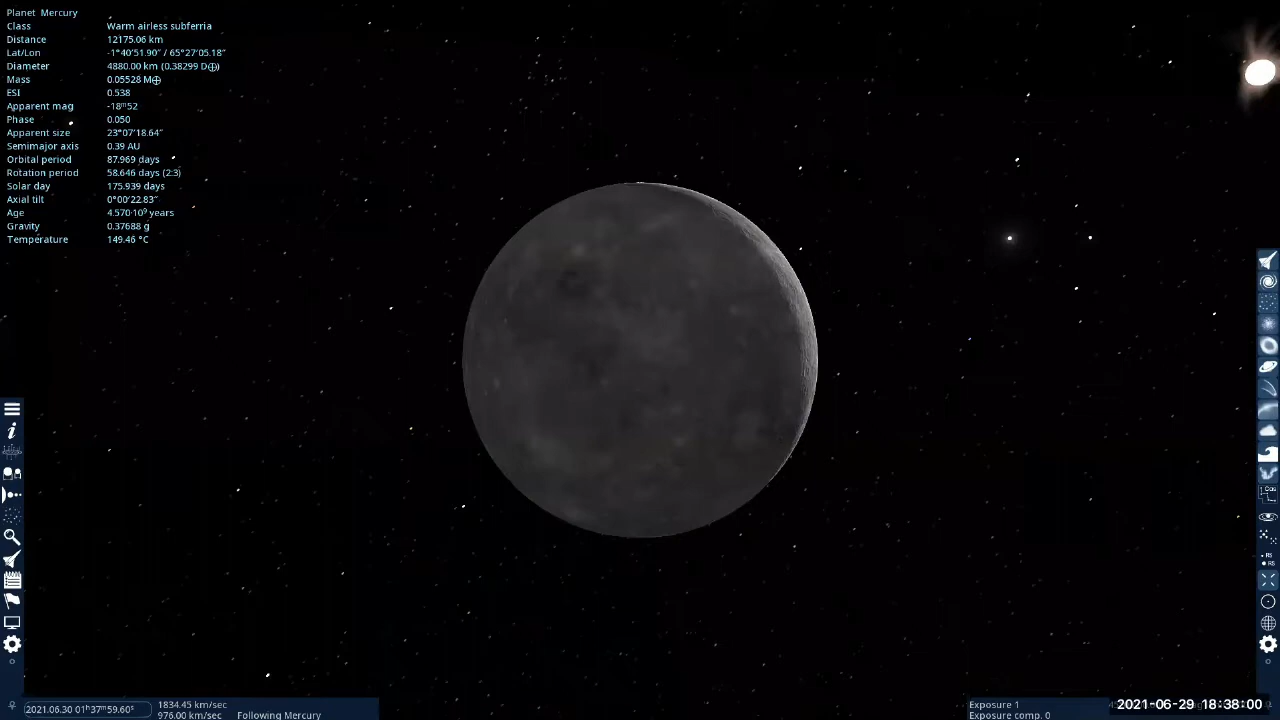 Planet Mercury
Class Warm airless subferria
Distance 12175.06 km
Lat/Lon -1°40′51.90″ / 65°27′05.18″
Diameter 4880.00 km (0.38299 D⊕)
Mass 0.05528 M⊕
ESI 0.538
Apparent mag -18ᵐ52
Phase 0.050
Apparent size 23°07′18.64″
Semimajor axis 0.39 AU
Orbital period 87.969 days
Rotation period 58.646 days (2:3)
Solar day 175.939 days
Axial tilt 0°00′22.83″
Age 4.570·10⁹ years
Gravity 0.37688 g
Temperature 149.46 °C
Gas
RS
RS
2021.06.30 01ʰ37ᵐ59.60ˢ
1834.45 km/sec
976.00 km/sec Following Mercury
Exposure 1
Exposure comp. 0
2021-06-29 18:38:00